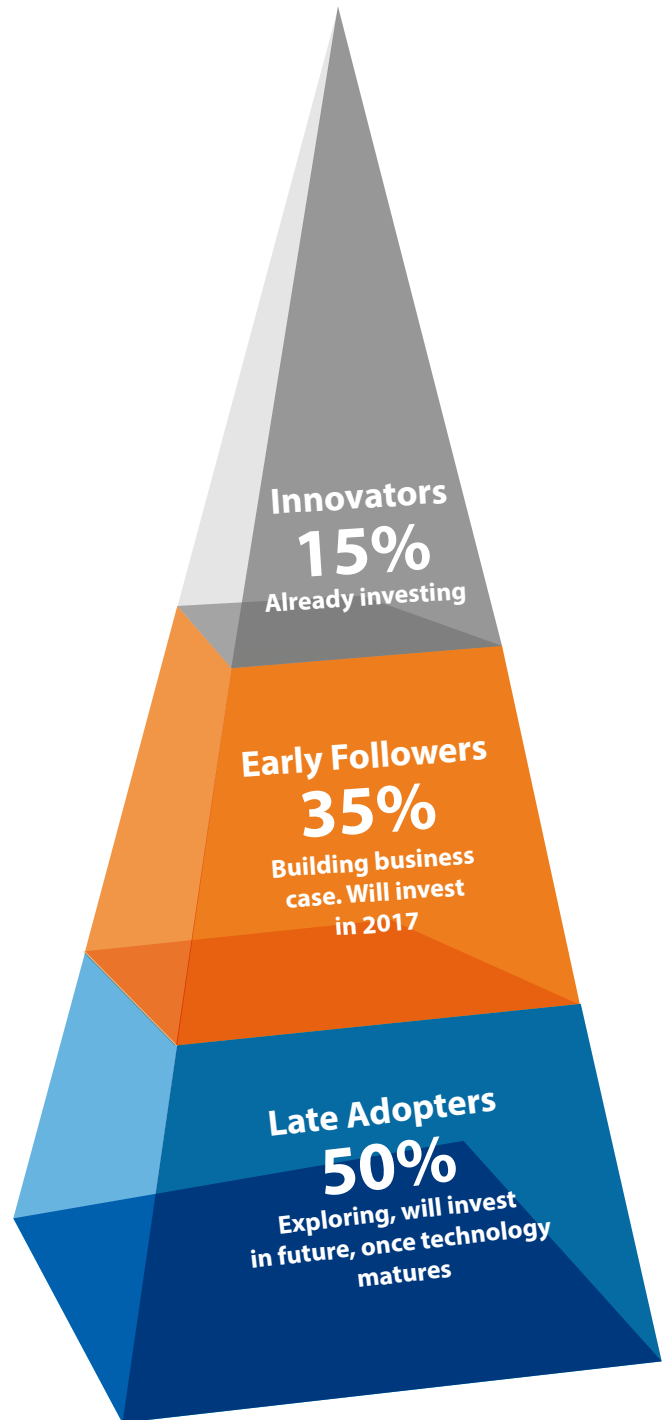 Innovators
15%
Already investing
Early Followers
35%
Building business
case. Will invest
in 2017
Late Adopters
50%
Exploring, will invest
in future, once technology
matures